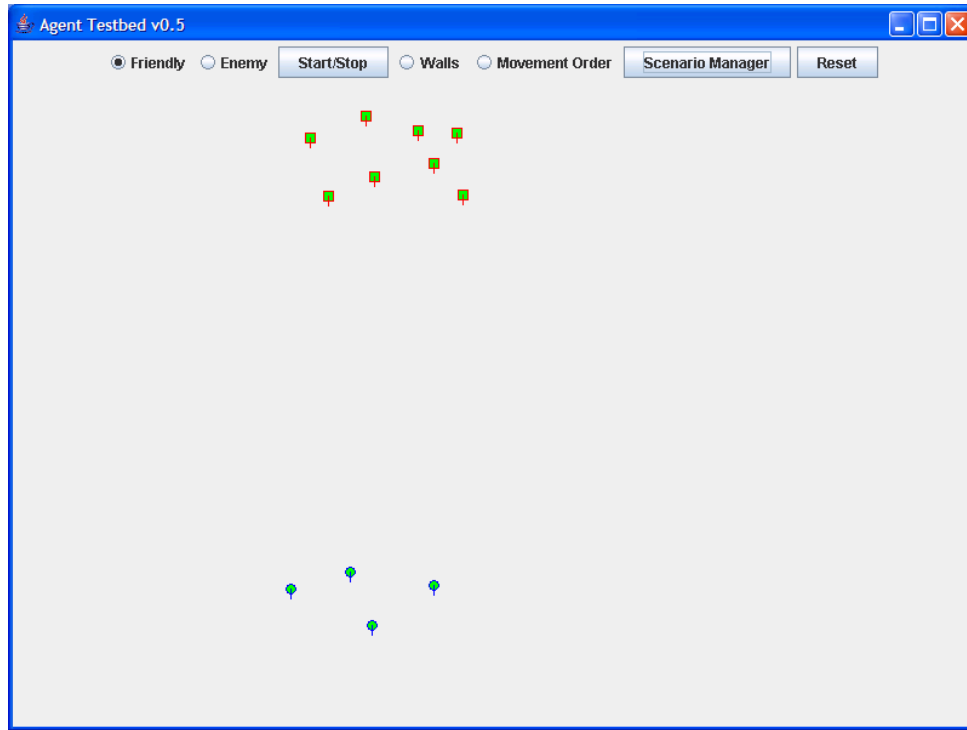 Agent Testbed v0.5
Friendly Enemy Start/Stop Walls Movement Order Scenario Manager Reset